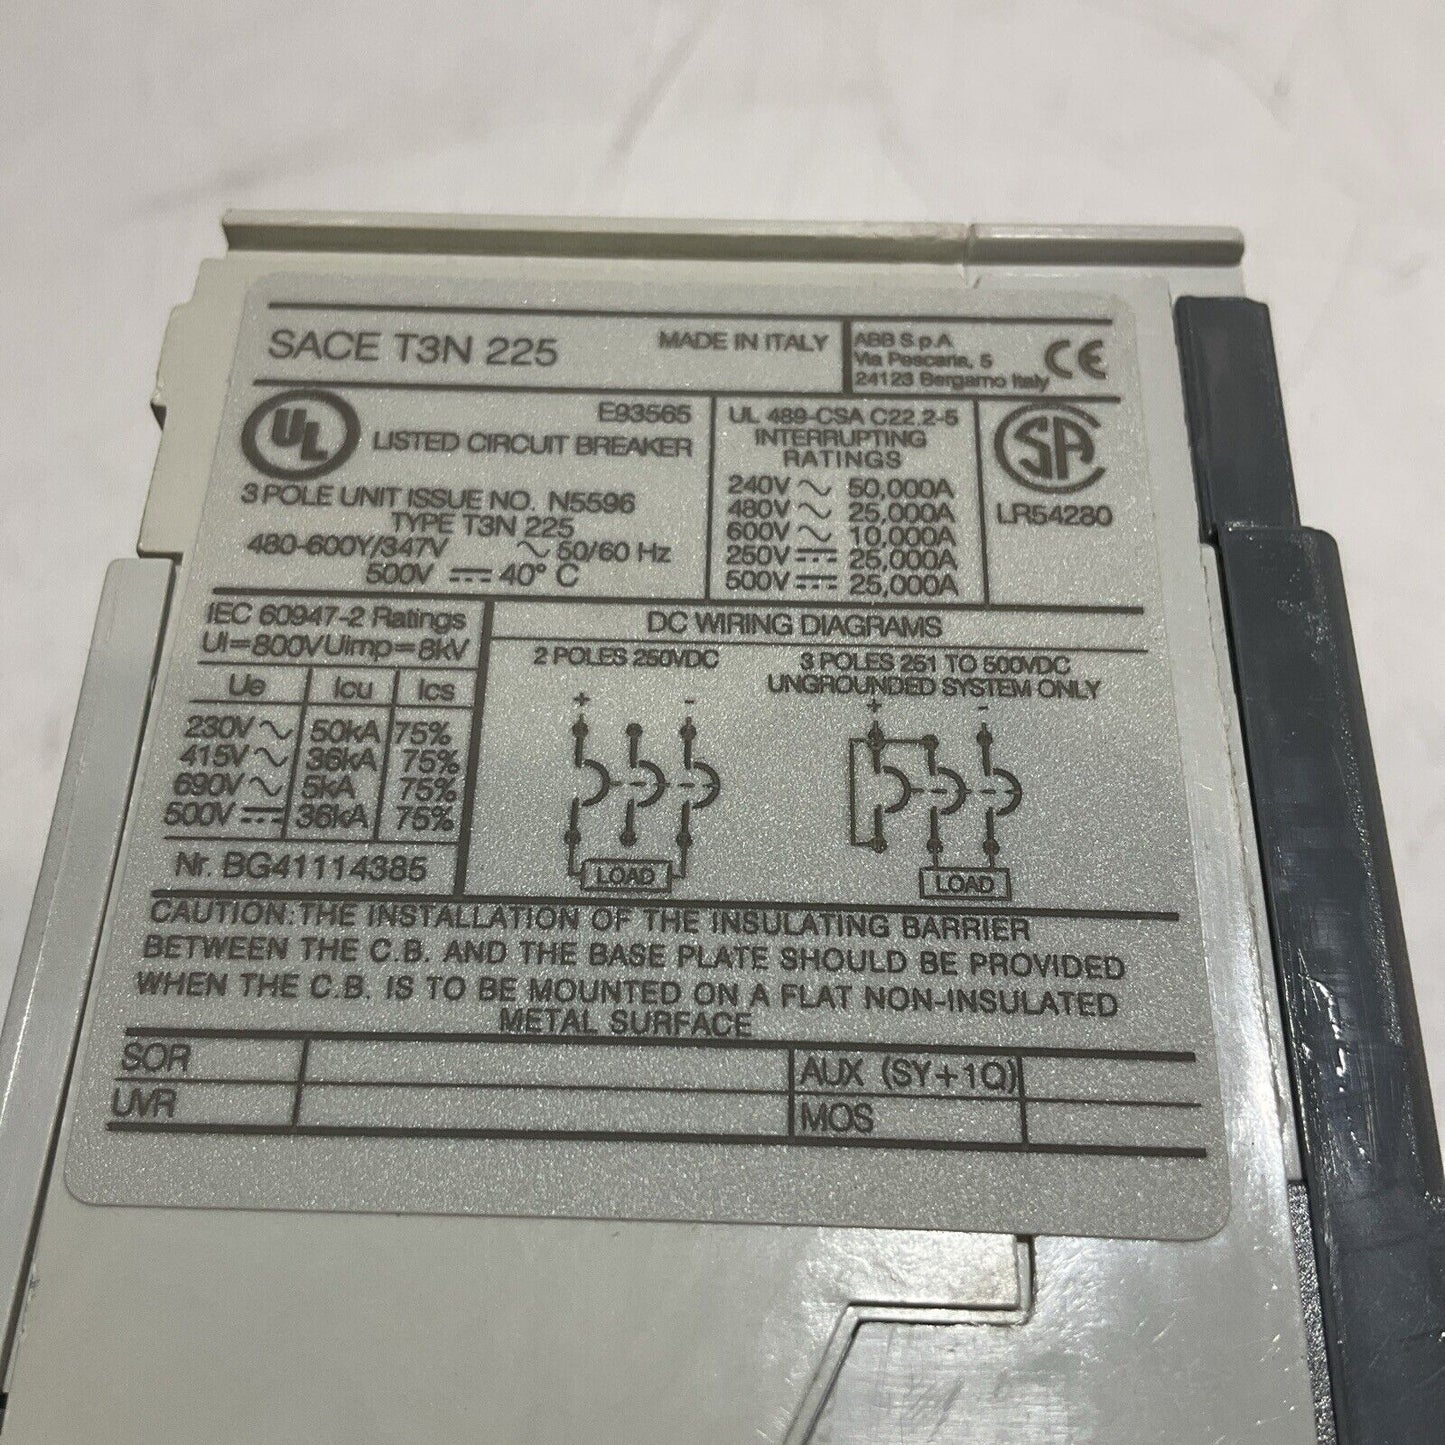 SACE T3N 225
MADE IN ITALY
ABB S.p.A
Via Pescaria, 5
24123 Bergamo Italy
CE
UL
E93565
LISTED CIRCUIT BREAKER
3 POLE UNIT ISSUE NO. N5596
TYPE T3N 225
480-600Y/347V ~ 50/60 Hz
500V ⎓ 40° C
UL 489-CSA C22.2-5
INTERRUPTING
RATINGS
240V ~ 50,000A
480V ~ 25,000A
600V ~ 10,000A
250V ⎓ 25,000A
500V ⎓ 25,000A
SA
LR54280
IEC 60947-2 Ratings
Ui=800V Uimp=8kV
Ue Icu Ics
230V ~ 50kA 75%
415V ~ 36kA 75%
690V ~ 5kA 75%
500V ⎓ 36kA 75%
Nr. BG41114385
DC WIRING DIAGRAMS
2 POLES 250VDC
+ -
LOAD
3 POLES 251 TO 500VDC
UNGROUNDED SYSTEM ONLY
+ -
LOAD
CAUTION:THE INSTALLATION OF THE INSULATING BARRIER
BETWEEN THE C.B. AND THE BASE PLATE SHOULD BE PROVIDED
WHEN THE C.B. IS TO BE MOUNTED ON A FLAT NON-INSULATED
METAL SURFACE
SOR
AUX (SY+1Q)
UVR
MOS